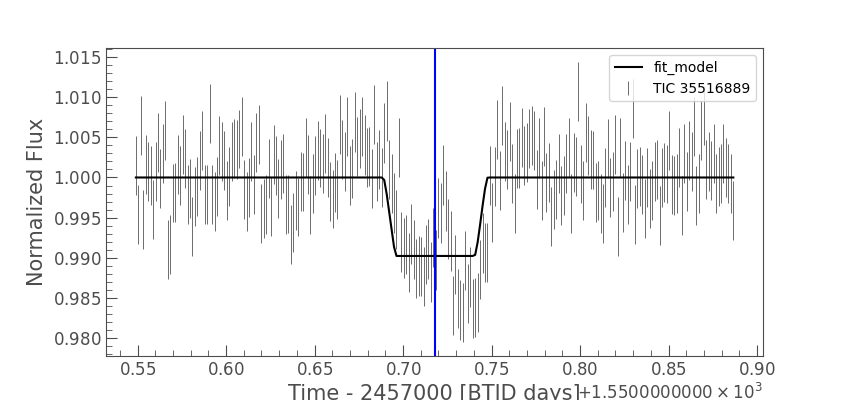 1.015
1.010
1.005
1.000
0.995
0.990
0.985
0.980
Normalized Flux
fit_model
TIC 35516889
0.55 0.60 0.65 0.70 0.75 0.80 0.85 0.90
Time - 2457000 [BTJD days]
+1.5500000000 × 10³